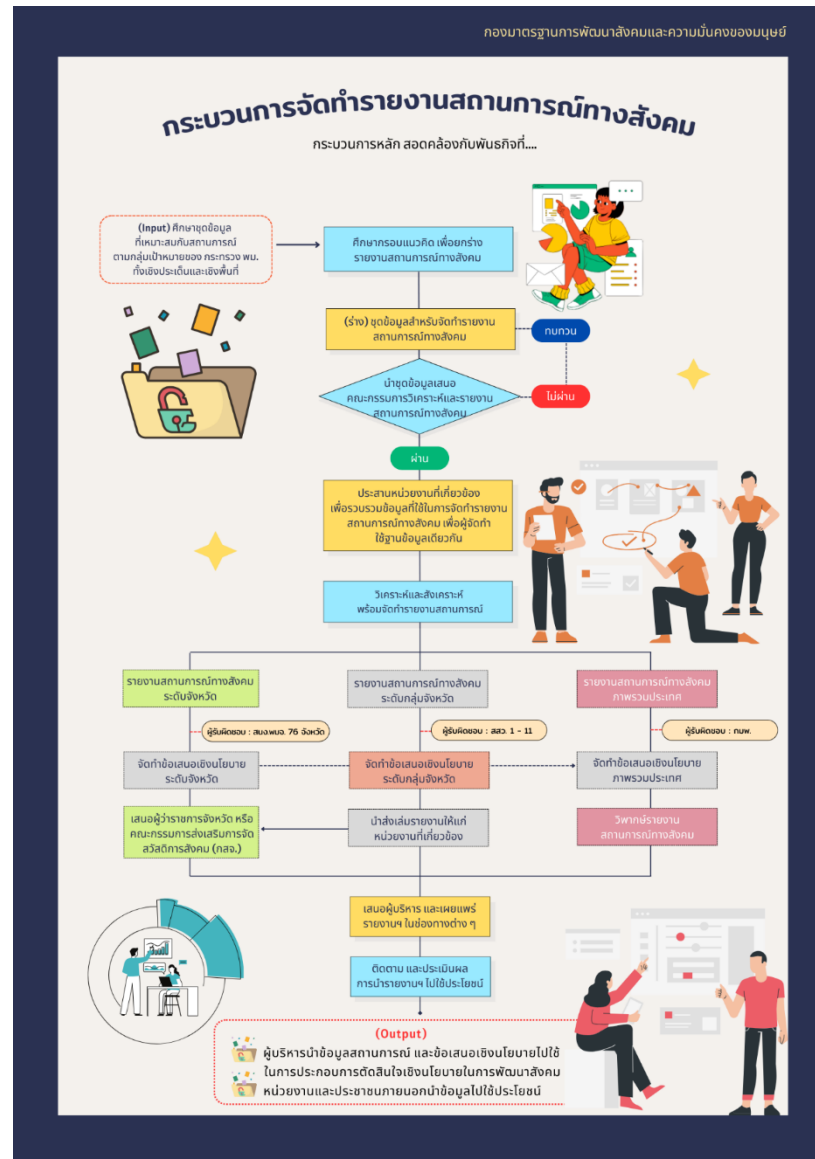 กองมาตรฐานการพัฒนาสังคมและความมั่นคงของมนุษย์
กระบวนการจัดทำรายงานสถานการณ์ทางสังคม
กระบวนการหลัก สอดคล้องกับพันธกิจที่....
(Input) ศึกษาชุดข้อมูล
ที่เหมาะสมกับสถานการณ์
ตามกลุ่มเป้าหมายของ กระทรวง พม.
ทั้งเชิงประเด็นและเชิงพื้นที่
ศึกษากรอบแนวคิด เพื่อยกร่าง
รายงานสถานการณ์ทางสังคม
(ร่าง) ชุดข้อมูลสำหรับจัดทำรายงาน
สถานการณ์ทางสังคม
ทบทวน
นำชุดข้อมูลเสนอ
คณะกรรมการวิเคราะห์และรายงาน
สถานการณ์ทางสังคม
ไม่ผ่าน
ผ่าน
ประสานหน่วยงานที่เกี่ยวข้อง
เพื่อรวบรวมข้อมูลที่ใช้ในการจัดทำรายงาน
สถานการณ์ทางสังคม เพื่อผู้จัดทำ
ใช้ฐานข้อมูลเดียวกัน
วิเคราะห์และสังเคราะห์
พร้อมจัดทำรายงานสถานการณ์
รายงานสถานการณ์ทางสังคม
ระดับจังหวัด
รายงานสถานการณ์ทางสังคม
ระดับกลุ่มจังหวัด
รายงานสถานการณ์ทางสังคม
ภาพรวมประเทศ
ผู้รับผิดชอบ : สนง.พมจ. 76 จังหวัด
ผู้รับผิดชอบ : สสว. 1 - 11
ผู้รับผิดชอบ : กมพ.
จัดทำข้อเสนอเชิงนโยบาย
ระดับจังหวัด
จัดทำข้อเสนอเชิงนโยบาย
ระดับกลุ่มจังหวัด
จัดทำข้อเสนอเชิงนโยบาย
ภาพรวมประเทศ
เสนอผู้ว่าราชการจังหวัด หรือ
คณะกรรมการส่งเสริมการจัด
สวัสดิการสังคม (กสจ.)
นำส่งเล่มรายงานให้แก่
หน่วยงานที่เกี่ยวข้อง
วิพากษ์รายงาน
สถานการณ์ทางสังคม
เสนอผู้บริหาร และเผยแพร่
รายงานฯ ในช่องทางต่าง ๆ
ติดตาม และประเมินผล
การนำรายงานฯ ไปใช้ประโยชน์
(Output)
ผู้บริหารนำข้อมูลสถานการณ์ และข้อเสนอเชิงนโยบายไปใช้
ในการประกอบการตัดสินใจเชิงนโยบายในการพัฒนาสังคม
หน่วยงานและประชาชนภายนอกนำข้อมูลไปใช้ประโยชน์